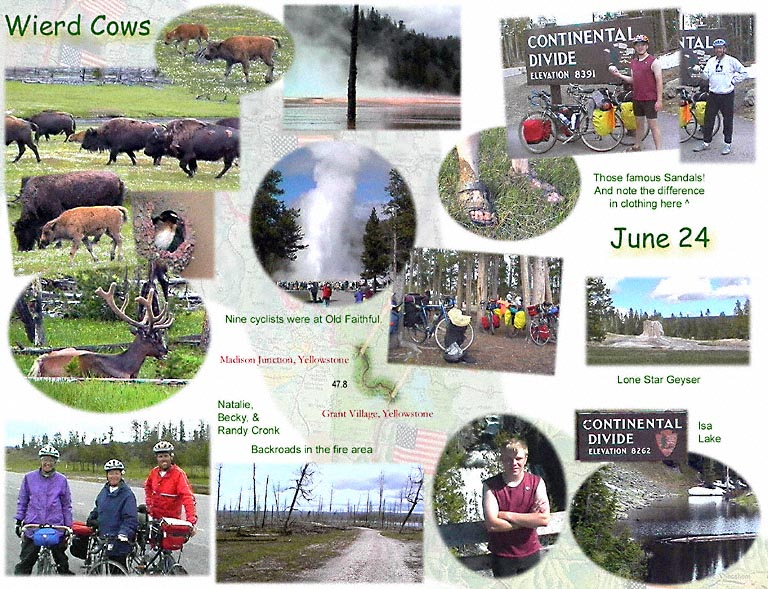 Wierd Cows
CONTINENTAL
DIVIDE
ELEVATION 8391
NTAL
Those famous Sandals!
And note the difference
in clothing here ^
June 24
Nine cyclists were at Old Faithful.
Madison Junction, Yellowstone
47.8
Grant Village, Yellowstone
Lone Star Geyser
Natalie,
Becky, &
Randy Cronk
Backroads in the fire area
CONTINENTAL
DIVIDE
ELEVATION 8262
Isa
Lake